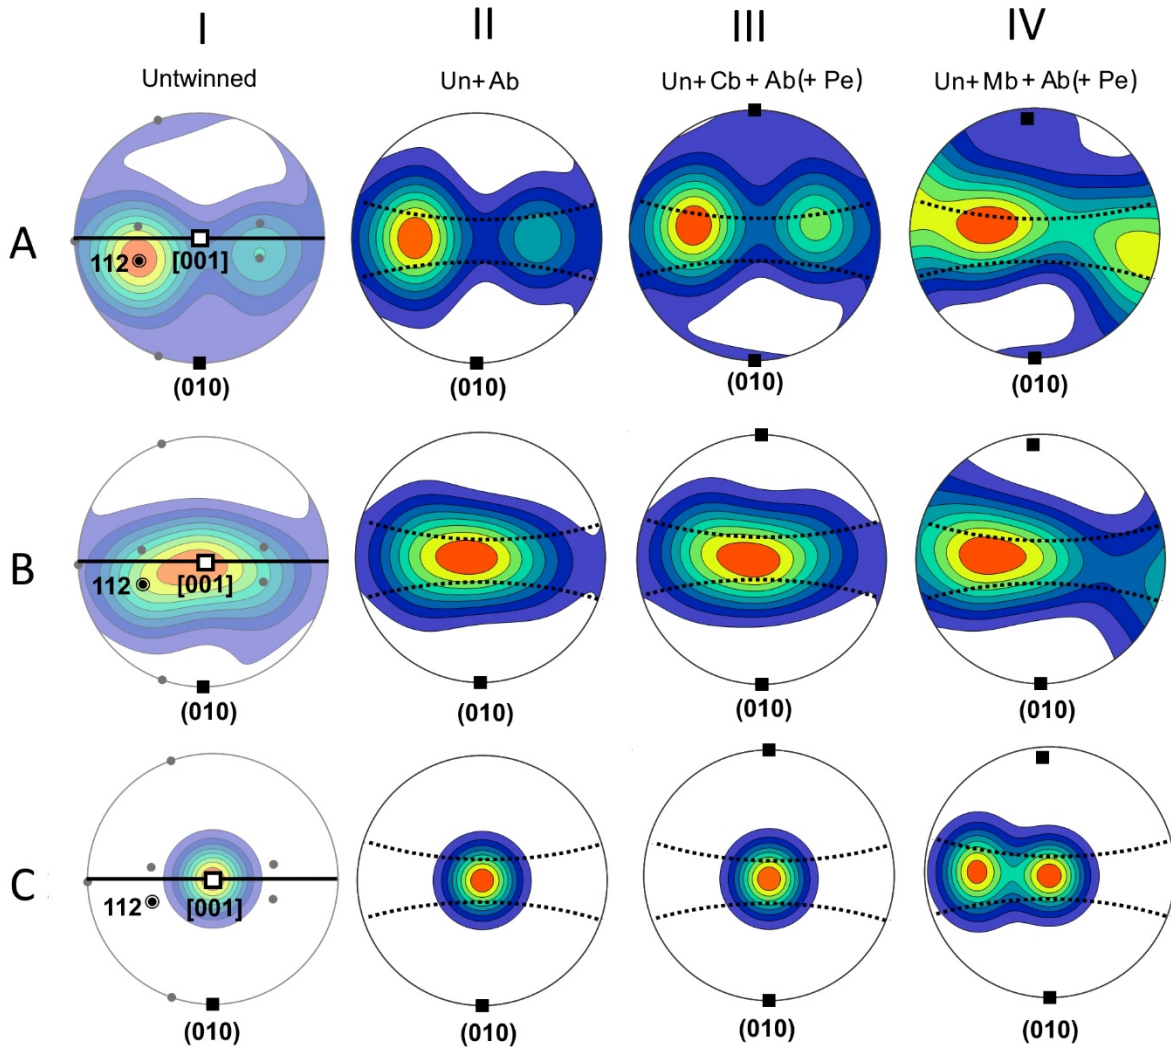 I II III IV
Untwinned Un+Ab Un+Cb+Ab(+Pe) Un+Mb+Ab(+Pe)
A
112 [001]
(010) (010) (010) (010)
B
112 [001]
(010) (010) (010) (010)
C
112 [001]
(010) (010) (010) (010)